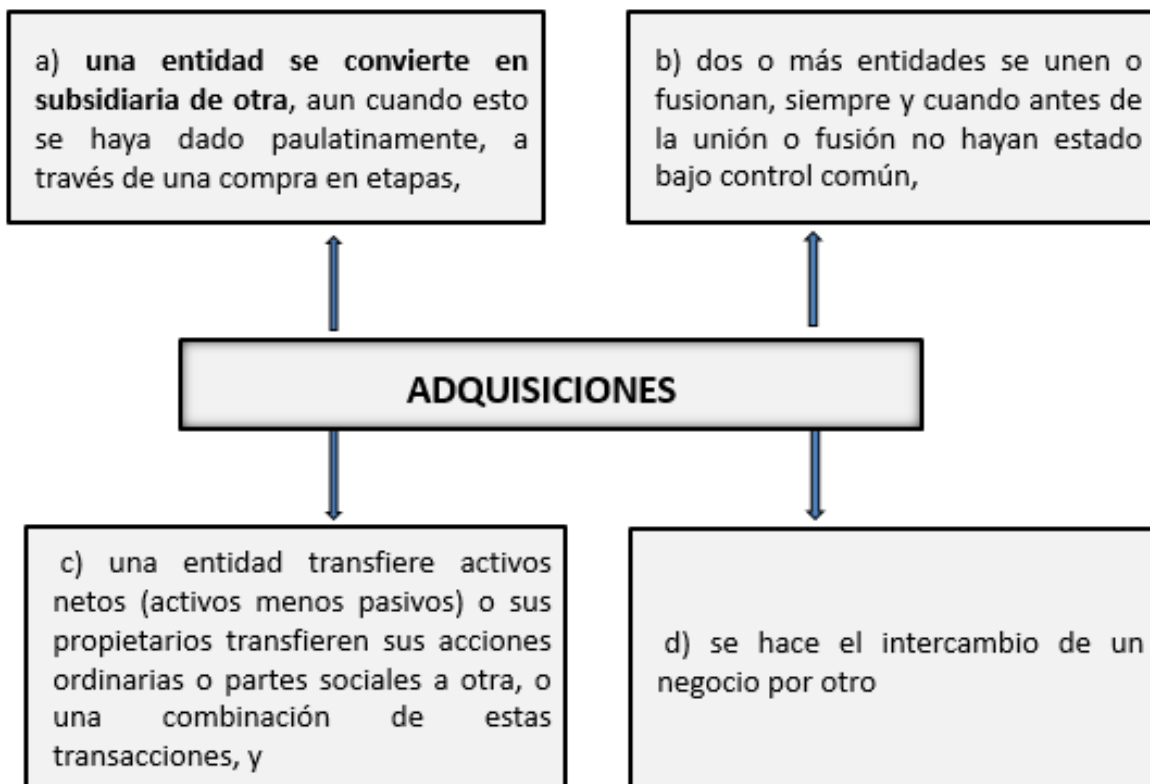 a) una entidad se convierte en
subsidiaria de otra, aun cuando esto
se haya dado paulatinamente, a
través de una compra en etapas,
b) dos o más entidades se unen o
fusionan, siempre y cuando antes de
la unión o fusión no hayan estado
bajo control común,
ADQUISICIONES
c) una entidad transfiere activos
netos (activos menos pasivos) o sus
propietarios transfieren sus acciones
ordinarias o partes sociales a otra, o
una combinación de estas
transacciones, y
d) se hace el intercambio de un
negocio por otro